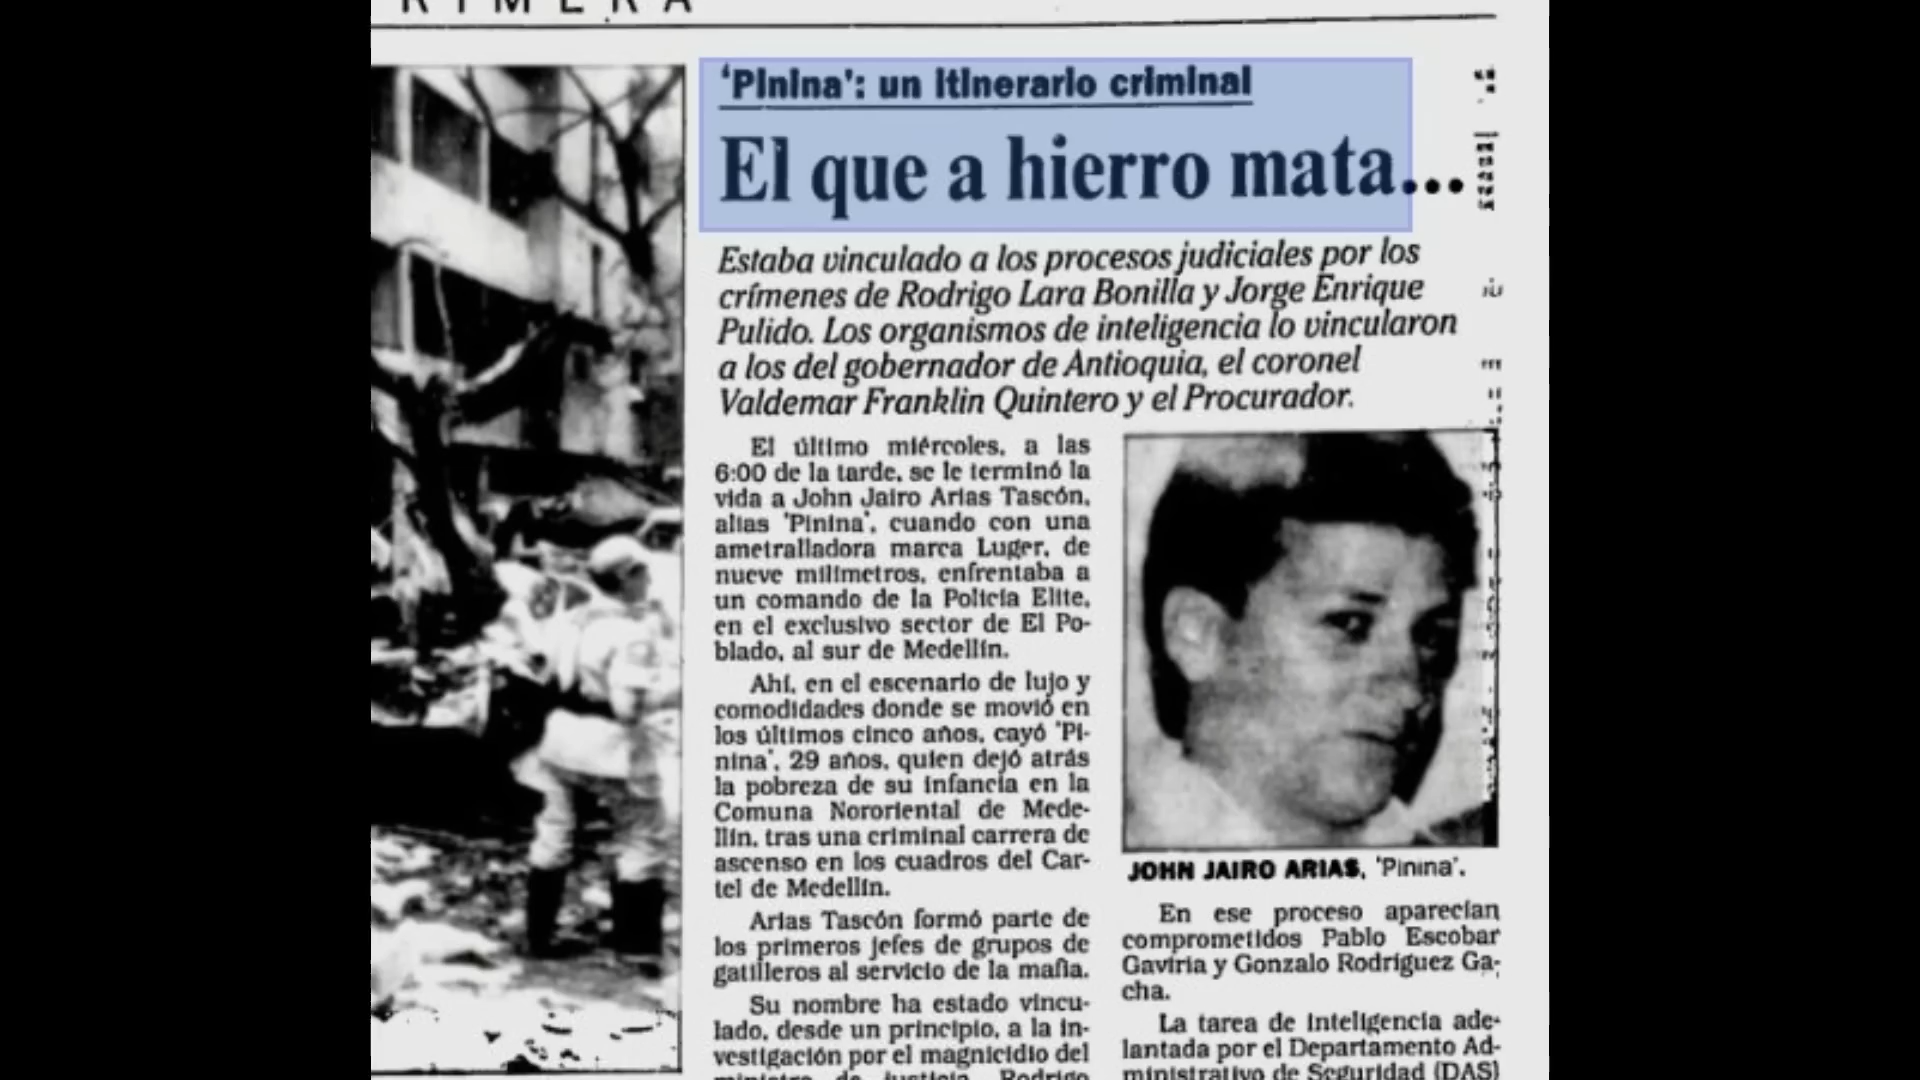 RIMERA
‘Pinina’: un itinerario criminal
El que a hierro mata...
Estaba vinculado a los procesos judiciales por los
crímenes de Rodrigo Lara Bonilla y Jorge Enrique
Pulido. Los organismos de inteligencia lo vincularon
a los del gobernador de Antioquia, el coronel
Valdemar Franklin Quintero y el Procurador.
El último miércoles, a las
6:00 de la tarde, se le terminó la
vida a John Jairo Arias Tascón,
alias 'Pinina', cuando con una
ametralladora marca Luger, de
nueve milímetros, enfrentaba a
un comando de la Policía Elite,
en el exclusivo sector de El Po-
blado, al sur de Medellín.
Ahí, en el escenario de lujo y
comodidades donde se movió en
los últimos cinco años, cayó 'Pi-
nina', 29 años, quien dejó atrás
la pobreza de su infancia en la
Comuna Nororiental de Mede-
llín, tras una criminal carrera de
ascenso en los cuadros del Car-
tel de Medellín.
Arias Tascón formó parte de
los primeros jefes de grupos de
gatilleros al servicio de la mafia.
Su nombre ha estado vincu-
lado, desde un principio, a la in-
vestigación por el magnicidio del
ministro de Justicia, Rodrigo
JOHN JAIRO ARIAS, 'Pinina'.
En ese proceso aparecían
comprometidos Pablo Escobar
Gaviria y Gonzalo Rodríguez Ga-
cha.
La tarea de inteligencia ade-
lantada por el Departamento Ad-
ministrativo de Seguridad (DAS)